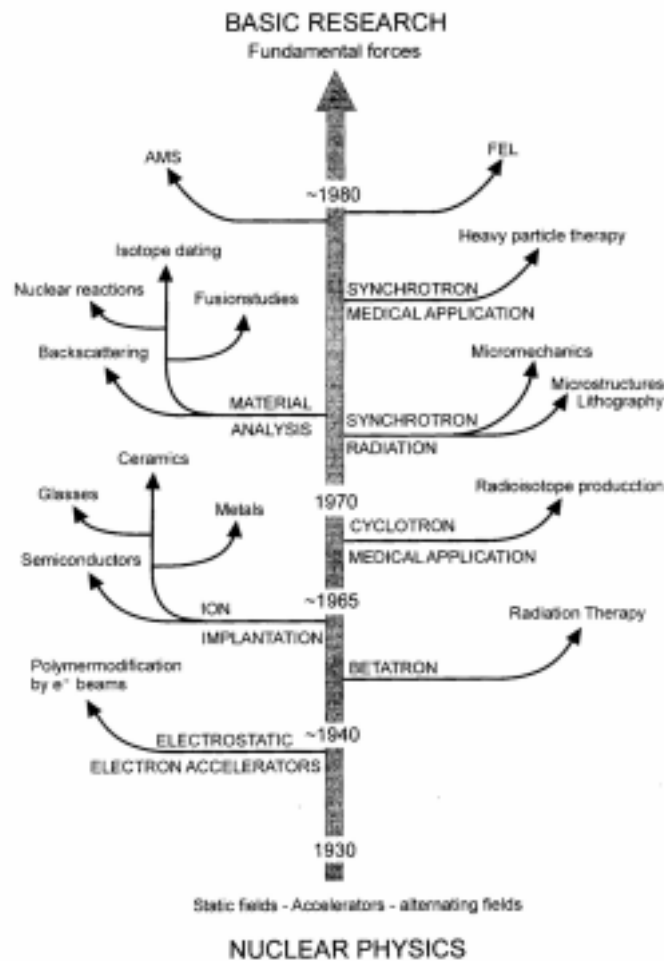 BASIC RESEARCH
Fundamental forces
AMS
FEL
~1980
Isotope dating
Heavy particle therapy
Nuclear reactions
Fusionstudies
SYNCHROTRON
MEDICAL APPLICATION
Backscattering
Micromechanics
Microstructures
Lithography
MATERIAL
ANALYSIS
SYNCHROTRON
RADIATION
Ceramics
Glasses
Metals
1970
Radioisotope producction
CYCLOTRON
MEDICAL APPLICATION
Semiconductors
ION
IMPLANTATION
~1965
Radiation Therapy
BETATRON
Polymermodification
by e⁻ beams
~1940
ELECTROSTATIC
ELECTRON ACCELERATORS
1930
Static fields - Accelerators - alternating fields
NUCLEAR PHYSICS